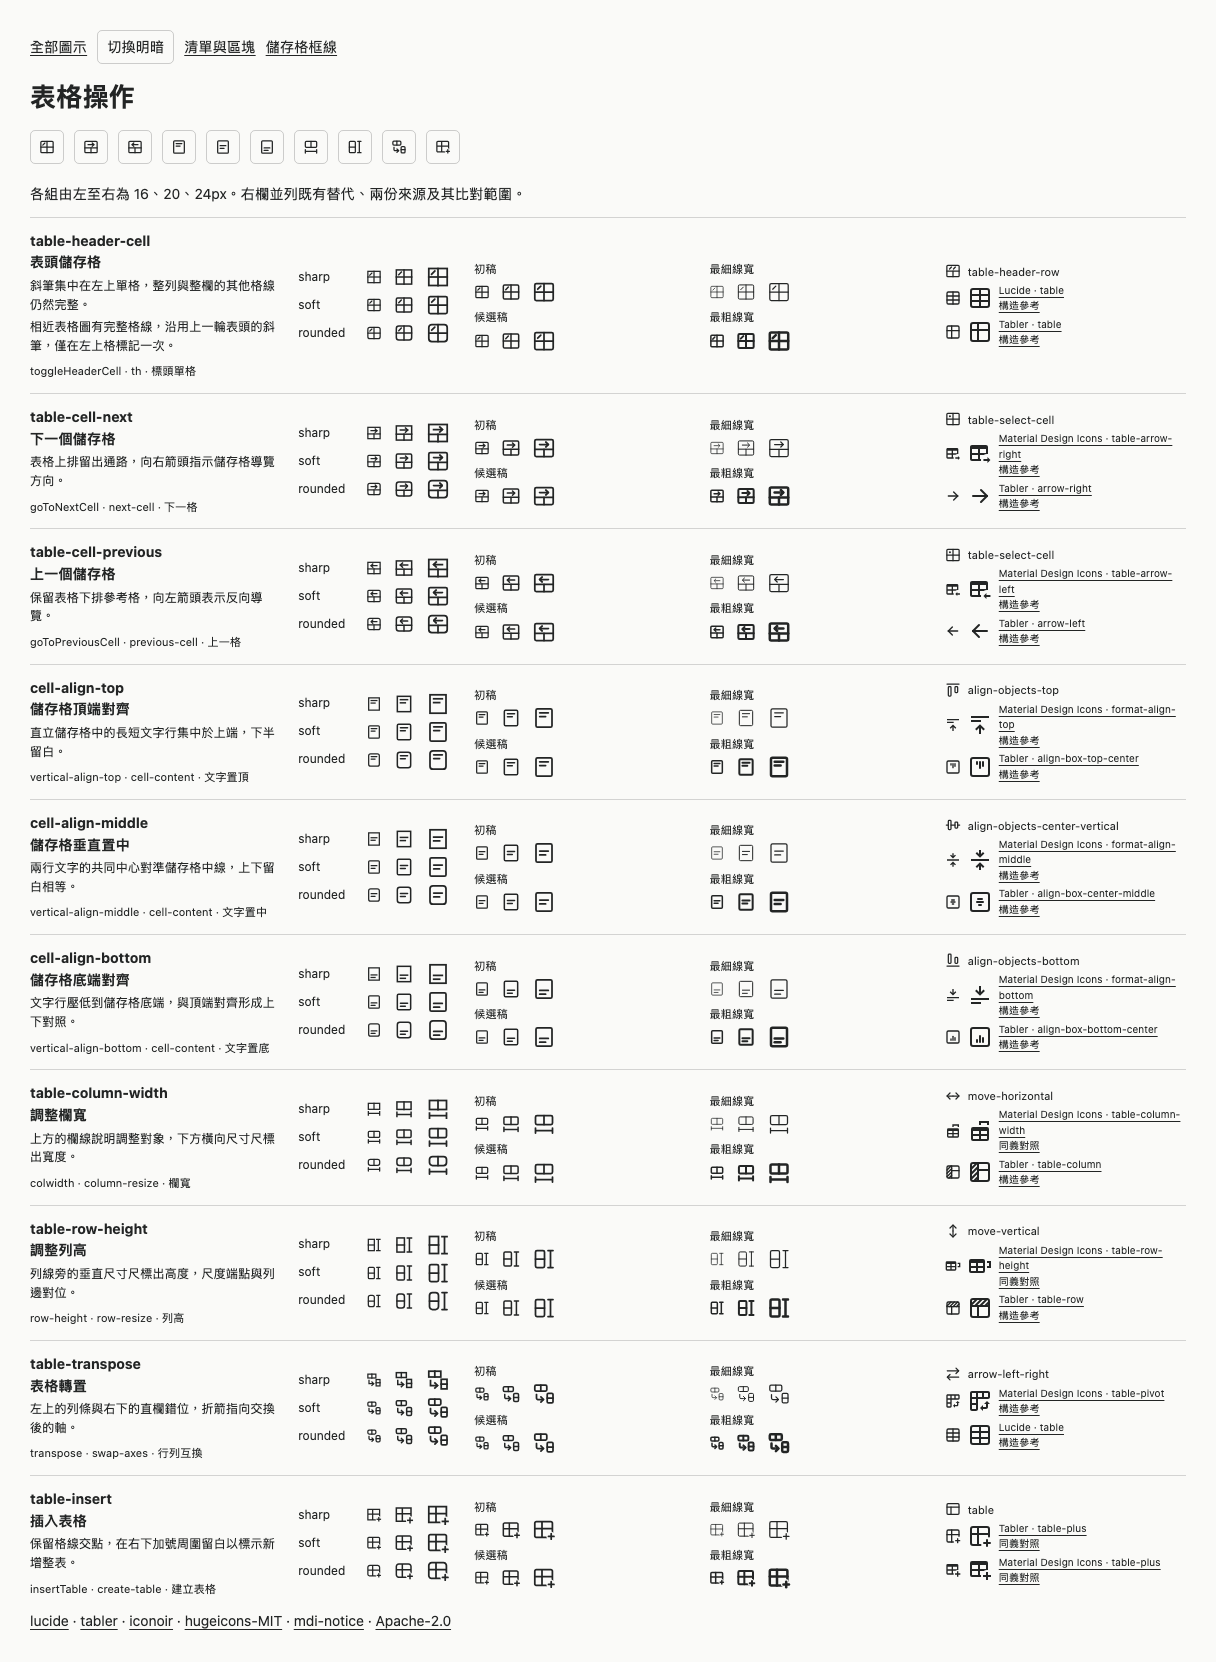 全部圖示 切換明暗 清單與區塊 儲存格框線
表格操作
各組由左至右為 16、20、24px。右欄並列既有替代、兩份來源及其比對範圍。
table-header-cell
表頭儲存格
斜筆集中在左上單格，整列與整欄的其他格線
仍然完整。
相近表格圖有完整格線，沿用上一輪表頭的斜
筆，僅在左上格標記一次。
toggleHeaderCell · th · 標頭單格
sharp
soft
rounded
初稿
候選稿
最細線寬
最粗線寬
table-header-row
Lucide · table
構造參考
Tabler · table
構造參考
table-cell-next
下一個儲存格
表格上排留出通路，向右箭頭指示儲存格導覽
方向。
goToNextCell · next-cell · 下一格
sharp
soft
rounded
初稿
候選稿
最細線寬
最粗線寬
table-select-cell
Material Design Icons · table-arrow-
right
構造參考
Tabler · arrow-right
構造參考
table-cell-previous
上一個儲存格
保留表格下排參考格，向左箭頭表示反向導
覽。
goToPreviousCell · previous-cell · 上一格
sharp
soft
rounded
初稿
候選稿
最細線寬
最粗線寬
table-select-cell
Material Design Icons · table-arrow-
left
構造參考
Tabler · arrow-left
構造參考
cell-align-top
儲存格頂端對齊
直立儲存格中的長短文字行集中於上端，下半
留白。
vertical-align-top · cell-content · 文字置頂
sharp
soft
rounded
初稿
候選稿
最細線寬
最粗線寬
align-objects-top
Material Design Icons · format-align-
top
構造參考
Tabler · align-box-top-center
構造參考
cell-align-middle
儲存格垂直置中
兩行文字的共同中心對準儲存格中線，上下留
白相等。
vertical-align-middle · cell-content · 文字置中
sharp
soft
rounded
初稿
候選稿
最細線寬
最粗線寬
align-objects-center-vertical
Material Design Icons · format-align-
middle
構造參考
Tabler · align-box-center-middle
構造參考
cell-align-bottom
儲存格底端對齊
文字行壓低到儲存格底端，與頂端對齊形成上
下對照。
vertical-align-bottom · cell-content · 文字置底
sharp
soft
rounded
初稿
候選稿
最細線寬
最粗線寬
align-objects-bottom
Material Design Icons · format-align-
bottom
構造參考
Tabler · align-box-bottom-center
構造參考
table-column-width
調整欄寬
上方的欄線說明調整對象，下方橫向尺寸尺標
出寬度。
colwidth · column-resize · 欄寬
sharp
soft
rounded
初稿
候選稿
最細線寬
最粗線寬
move-horizontal
Material Design Icons · table-column-
width
同義對照
Tabler · table-column
構造參考
table-row-height
調整列高
列線旁的垂直尺寸尺標出高度，尺度端點與列
邊對位。
row-height · row-resize · 列高
sharp
soft
rounded
初稿
候選稿
最細線寬
最粗線寬
move-vertical
Material Design Icons · table-row-
height
同義對照
Tabler · table-row
構造參考
table-transpose
表格轉置
左上的列條與右下的直欄錯位，折箭指向交換
後的軸。
transpose · swap-axes · 行列互換
sharp
soft
rounded
初稿
候選稿
最細線寬
最粗線寬
arrow-left-right
Material Design Icons · table-pivot
構造參考
Lucide · table
構造參考
table-insert
插入表格
保留格線交點，在右下加號周圍留白以標示新
增整表。
insertTable · create-table · 建立表格
sharp
soft
rounded
初稿
候選稿
最細線寬
最粗線寬
table
Tabler · table-plus
同義對照
Material Design Icons · table-plus
同義對照
lucide · tabler · iconoir · hugeicons-MIT · mdi-notice · Apache-2.0